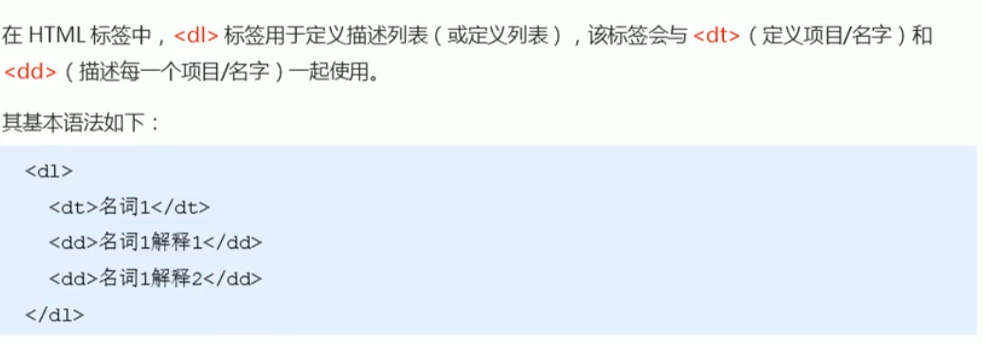 在 HTML 标签中，<dl> 标签用于定义描述列表（或定义列表），该标签会与 <dt>（定义项目/名字）和
<dd>（描述每一个项目/名字）一起使用。
其基本语法如下：
<dl>
<dt>名词1</dt>
<dd>名词1解释1</dd>
<dd>名词1解释2</dd>
</dl>